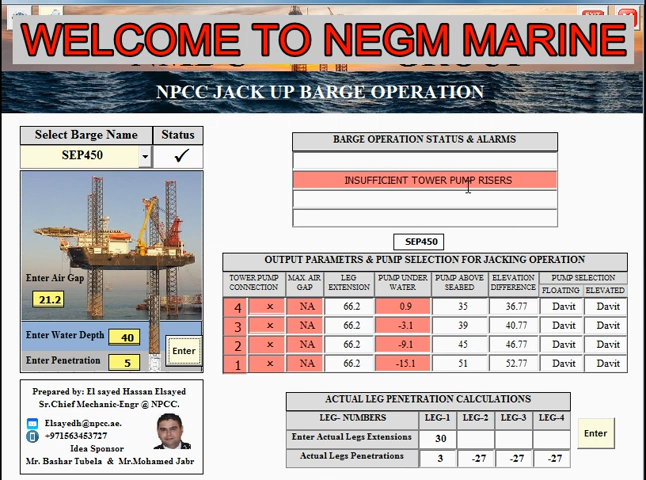 WELCOME TO NEGM MARINE
NPCC JACK UP BARGE OPERATION
Select Barge Name Status
SEP450 ✓
Enter Air Gap
21.2
Enter Water Depth 40
Enter Penetration 5
Enter
Prepared by: El sayed Hassan Elsayed
Sr.Chief Mechanic-Engr @ NPCC.
Elsayedh@npcc.ae.
+971563453727
Idea Sponsor
Mr. Bashar Tubela & Mr.Mohamed Jabr
BARGE OPERATION STATUS & ALARMS
INSUFFICIENT TOWER PUMP RISERS
SEP450
OUTPUT PARAMETRS & PUMP SELECTION FOR JACKING OPERATION
TOWER PUMP CONNECTION MAX. AIR GAP LEG EXTENSION PUMP UNDER WATER PUMP ABOVE SEABED ELEVATION DIFFERENCE PUMP SELECTION
FLOATING ELEVATED
4 × NA 66.2 0.9 35 36.77 Davit Davit
3 × NA 66.2 -3.1 39 40.77 Davit Davit
2 × NA 66.2 -9.1 45 46.77 Davit Davit
1 × NA 66.2 -15.1 51 52.77 Davit Davit
ACTUAL LEG PENETRATION CALCULATIONS
LEG- NUMBERS LEG-1 LEG-2 LEG-3 LEG-4
Enter Actual Legs Extensions 30
Actual Legs Penetrations 3 -27 -27 -27
Enter